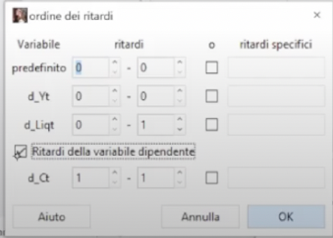 ordine dei ritardi
Variabile ritardi o ritardi specifici
predefinito 0 - 0
d_Yt 0 - 0
d_Liqt 0 - 1
Ritardi della variabile dipendente
d_Ct 1 - 1
Aiuto Annulla OK